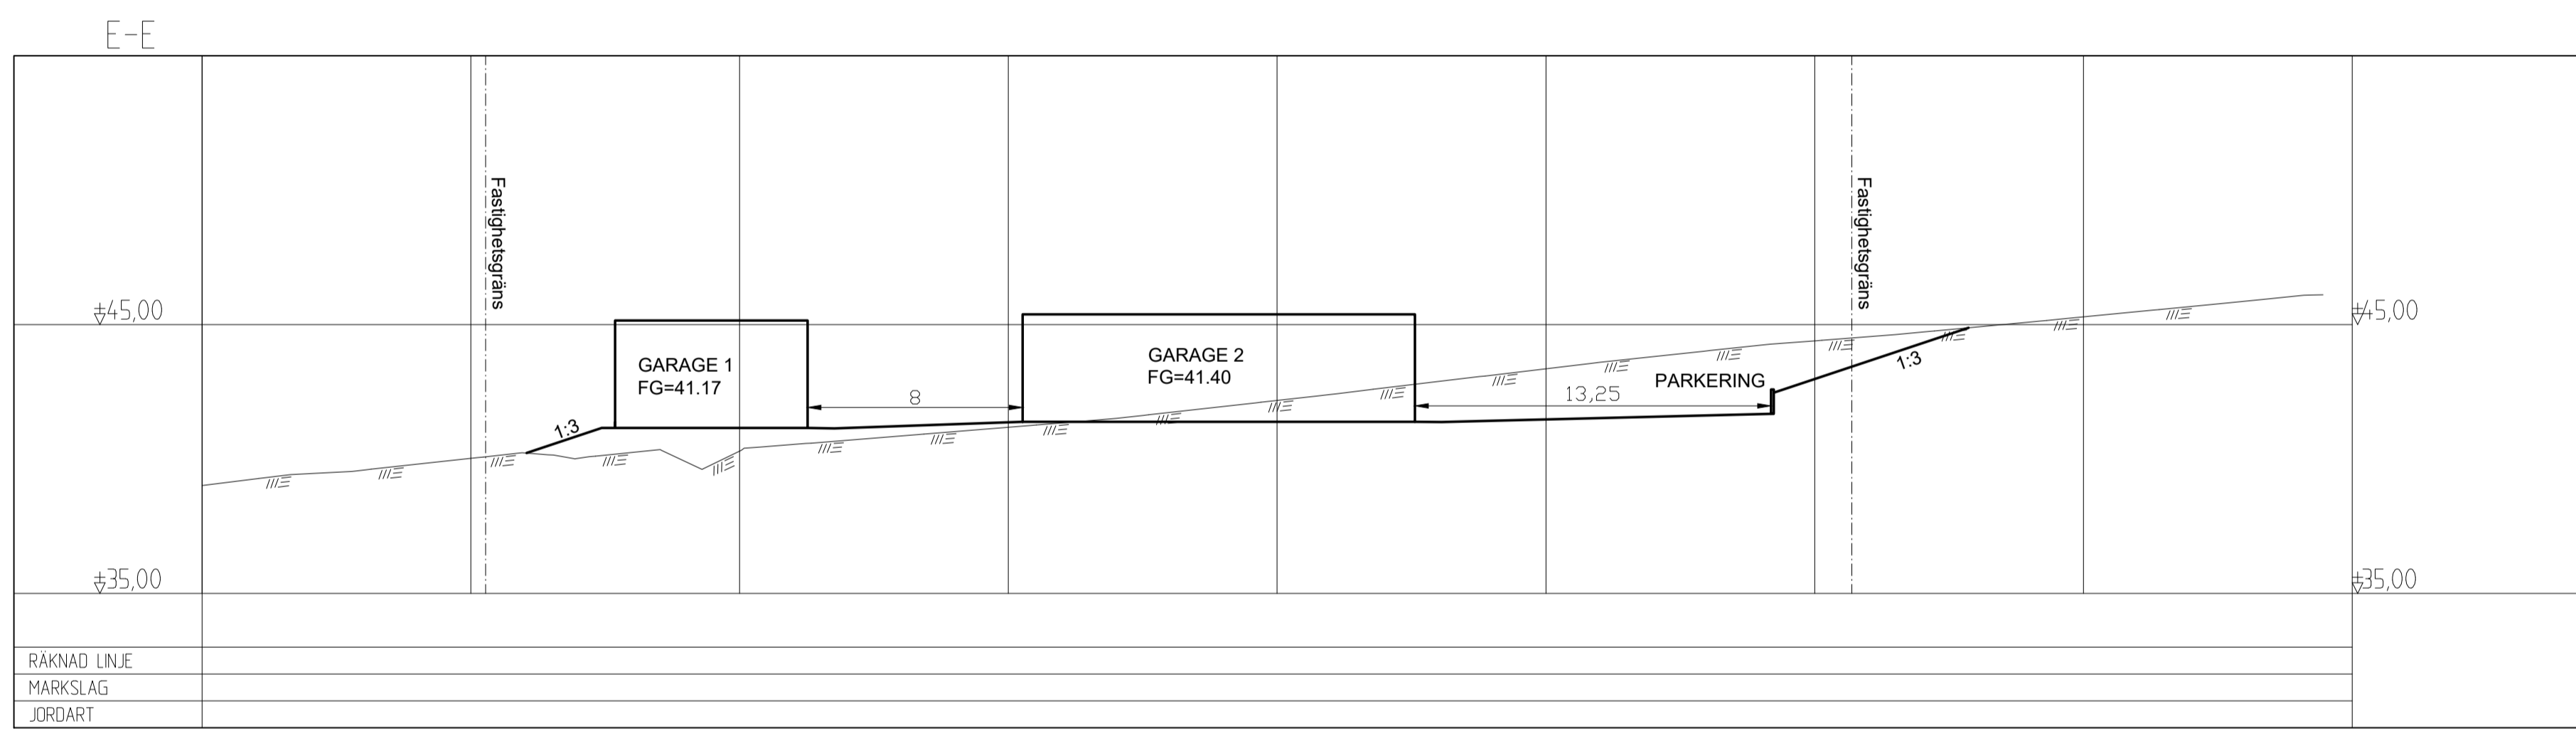 E-E
Fastighetsgräns
Fastighetsgräns
±45,00
±45,00
GARAGE 1
FG=41.17
GARAGE 2
FG=41.40
PARKERING
8
13,25
1:3
1:3
±35,00
±35,00
RÄKNAD LINJE
MARKSLAG
JORDART